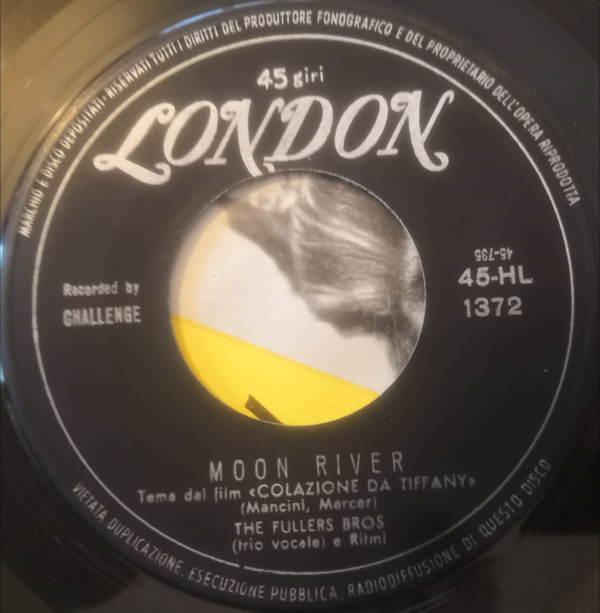 MARCHIO E DISCO DEPOSITATI - RISERVATI TUTTI I DIRITTI DEL PRODUTTORE FONOGRAFICO E DEL PROPRIETARIO DELL'OPERA RIPRODOTTA
45 giri
LONDON
Recorded by
CHALLENGE
45-735
45-HL
1372
MOON RIVER
Tema dal film «COLAZIONE DA TIFFANY»
(Mancini, Mercer)
THE FULLERS BROS
(trio vocale) e Ritmi
VIETATA DUPLICAZIONE, ESECUZIONE PUBBLICA, RADIODIFFUSIONE DI QUESTO DISCO